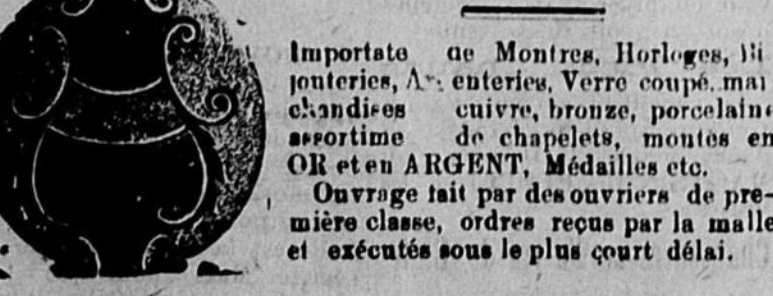 Importate de Montres, Horloges, Bi
jouteries, enteries, Verre coupé, mar
chandises cuivre, bronze, porcelaine
assortime de chapelets, montés en
OR et en ARGENT, Médailles etc.
Ouvrage fait par des ouvriers de pre-
mière classe, ordres reçus par la malle
et exécutés sous le plus court délai.